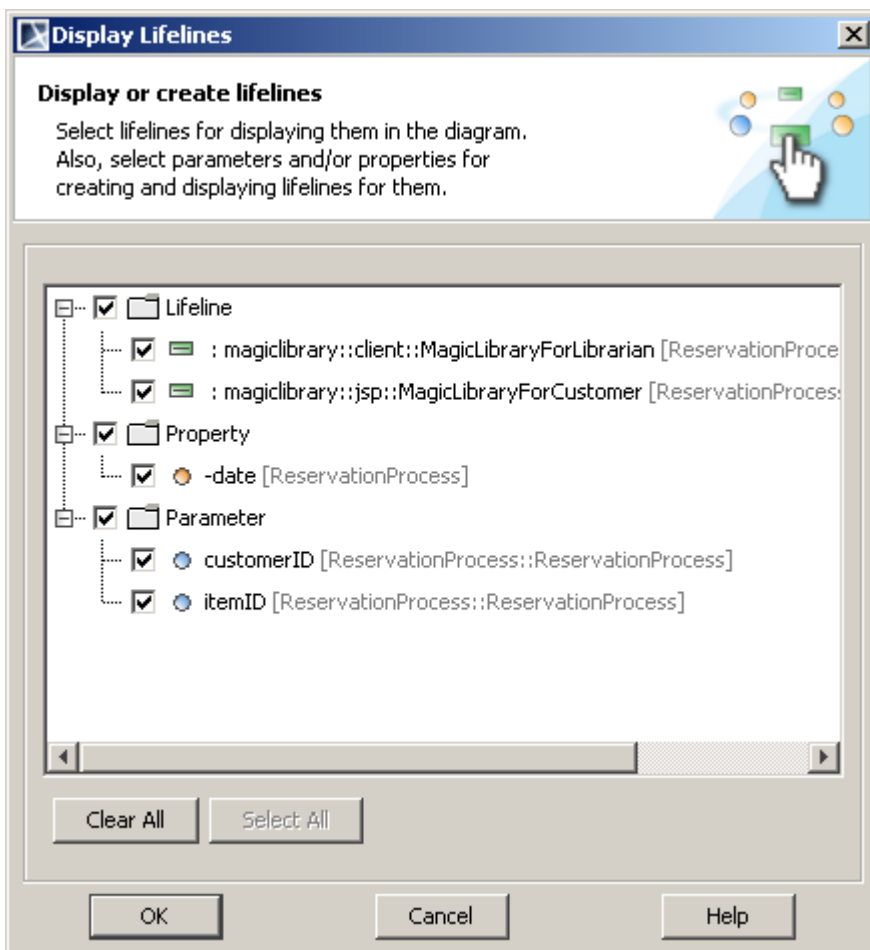 Display Lifelines
Display or create lifelines
Select lifelines for displaying them in the diagram.
Also, select parameters and/or properties for
creating and displaying lifelines for them.
Lifeline
: magiclibrary::client::MagicLibraryForLibrarian [ReservationProce
: magiclibrary::jsp::MagicLibraryForCustomer [ReservationProces
Property
-date [ReservationProcess]
Parameter
customerID [ReservationProcess::ReservationProcess]
itemID [ReservationProcess::ReservationProcess]
Clear All Select All
OK Cancel Help